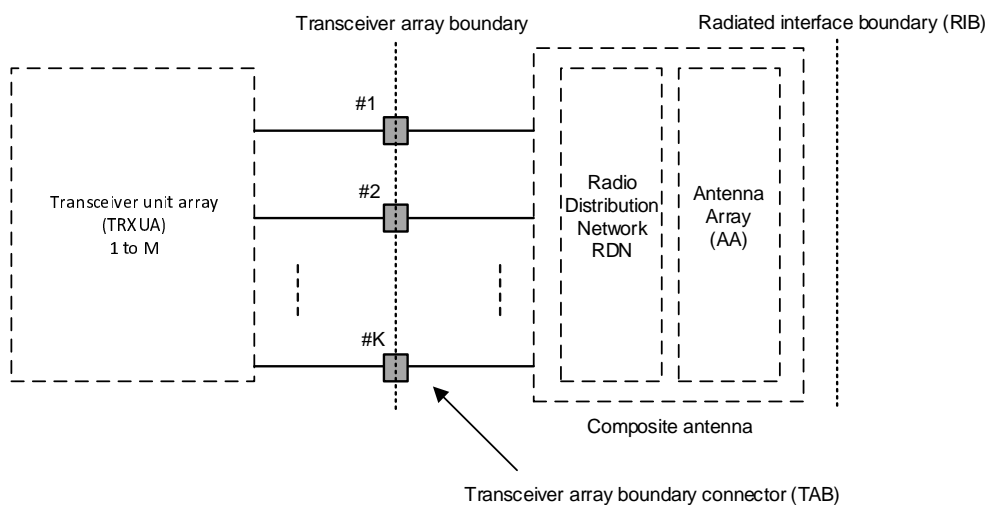 Transceiver array boundary
Radiated interface boundary (RIB)
#1
#2
#K
Transceiver unit array
(TRXUA)
1 to M
Radio
Distribution
Network
RDN
Antenna
Array
(AA)
Composite antenna
Transceiver array boundary connector (TAB)